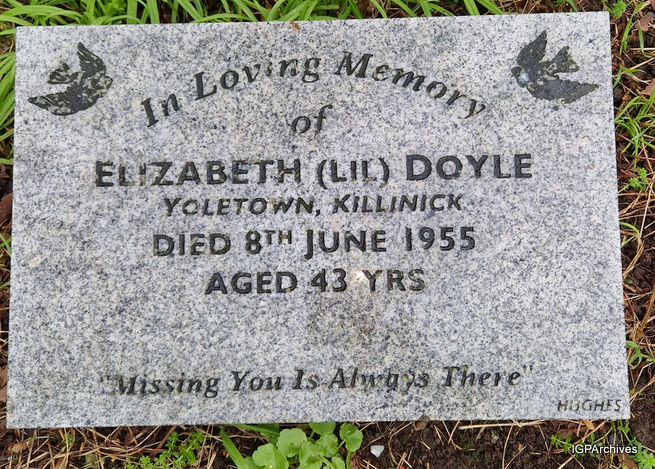 In Loving Memory
of
ELIZABETH (LIL) DOYLE
YOLETOWN, KILLINICK
DIED 8TH JUNE 1955
AGED 43 YRS
"Missing You Is Always There"
HUGHES
IGPArchives